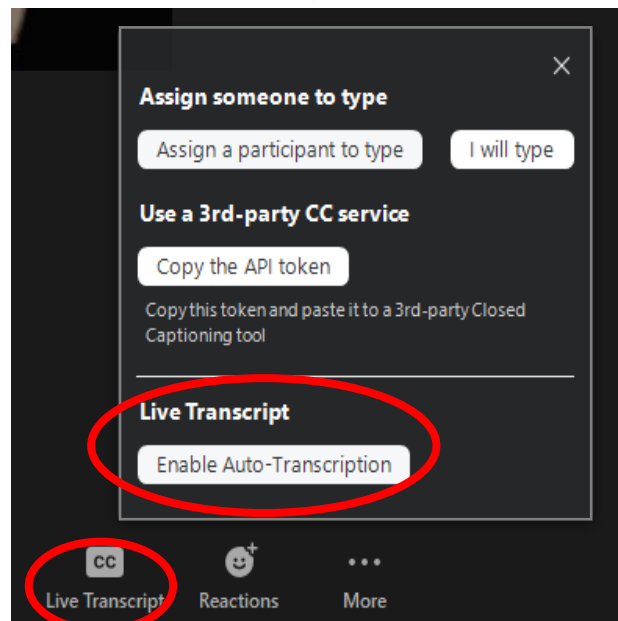 Assign someone to type
Assign a participant to type I will type
Use a 3rd-party CC service
Copy the API token
Copy this token and paste it to a 3rd-party Closed
Captioning tool
Live Transcript
Enable Auto-Transcription
CC
Live Transcript Reactions More